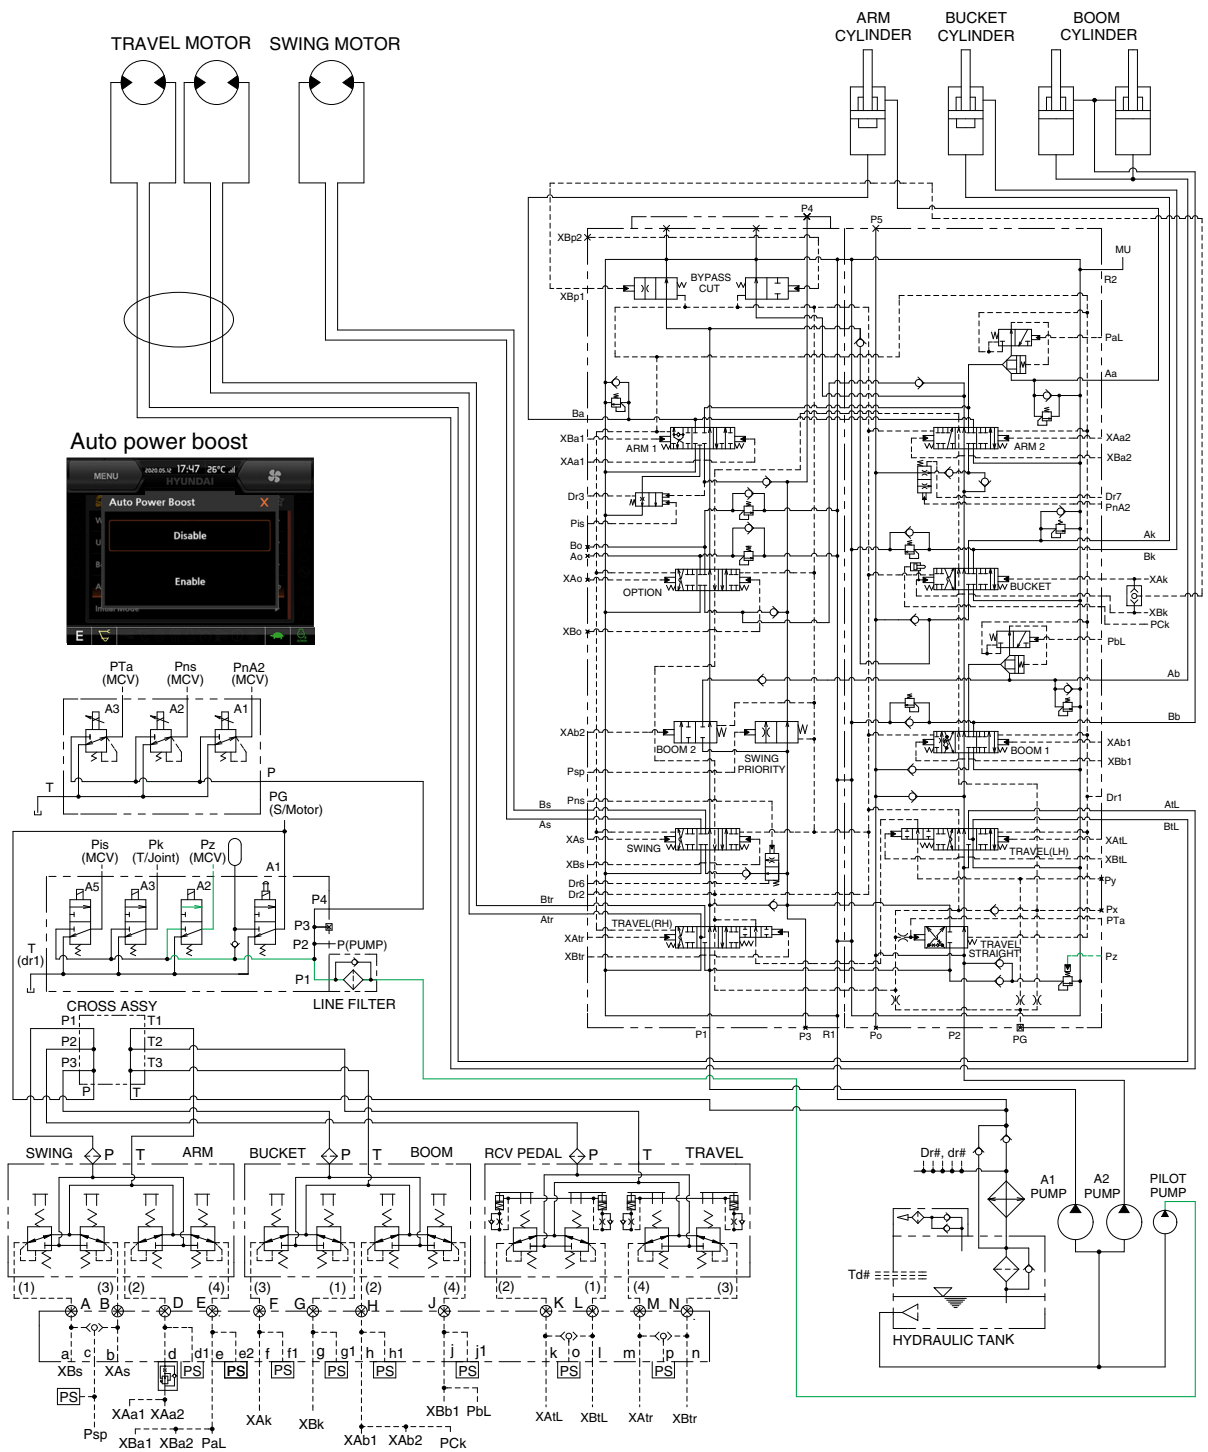 ARM CYLINDER
BUCKET CYLINDER
BOOM CYLINDER
TRAVEL MOTOR
SWING MOTOR
P4
P5
XBp2
BYPASS CUT
XBp1
MU
R2
PaL
Aa
Ba
XBa1
ARM 1
XAa1
XAa2
ARM 2
XBa2
Dr3
Pis
Dr7
PnA2
Bo
Ao
Ak
Bk
XAo
OPTION
XBo
BUCKET
XAk
XBk
PCk
PbL
Ab
Bb
XAb2
BOOM 2
SWING PRIORITY
Psp
XAb1
BOOM 1
XBb1
Pns
Dr1
Bs
As
AtL
BtL
XAs
SWING
XBs
XAtL
TRAVEL(LH)
XBtL
Dr6
Dr2
Py
Btr
Atr
Px
PTa
TRAVEL(RH)
XAtr
XBtr
TRAVEL STRAIGHT
Pz
P1
P3
R1
Po
P2
PG
Auto power boost
MENU
2020.05.12 17:47 26°C
HYUNDAI
Auto Power Boost X
Disable
Enable
Initial Mode
E
PTa (MCV)
Pns (MCV)
PnA2 (MCV)
A3
A2
A1
T
P
PG (S/Motor)
Pis (MCV)
Pk (T/Joint)
Pz (MCV)
A1
A5
A3
A2
P4
P3
P2
P(PUMP)
T (dr1)
P1
LINE FILTER
CROSS ASSY
P1
T1
P2
T2
P3
T3
P
T
SWING
P
T
ARM
BUCKET
P
T
BOOM
RCV PEDAL
P
T
TRAVEL
(1)
(3)
(2)
(4)
(3)
(1)
(2)
(4)
(2)
(1)
(4)
(3)
A
B
D
E
F
G
H
J
K
L
M
N
a
c
b
d
d1
e
e2
f
f1
g
g1
h
h1
j
j1
k
o
l
m
p
n
XBs
XAs
PS
PS
PS
PS
PS
PS
PS
PS
PS
Psp
XAa1
XAa2
XBa1
XBa2
PaL
XAk
XBk
XAb1
XAb2
PCk
XBb1
PbL
XAtL
XBtL
XAtr
XBtr
Dr#, dr#
A1 PUMP
A2 PUMP
PILOT PUMP
Td#
HYDRAULIC TANK